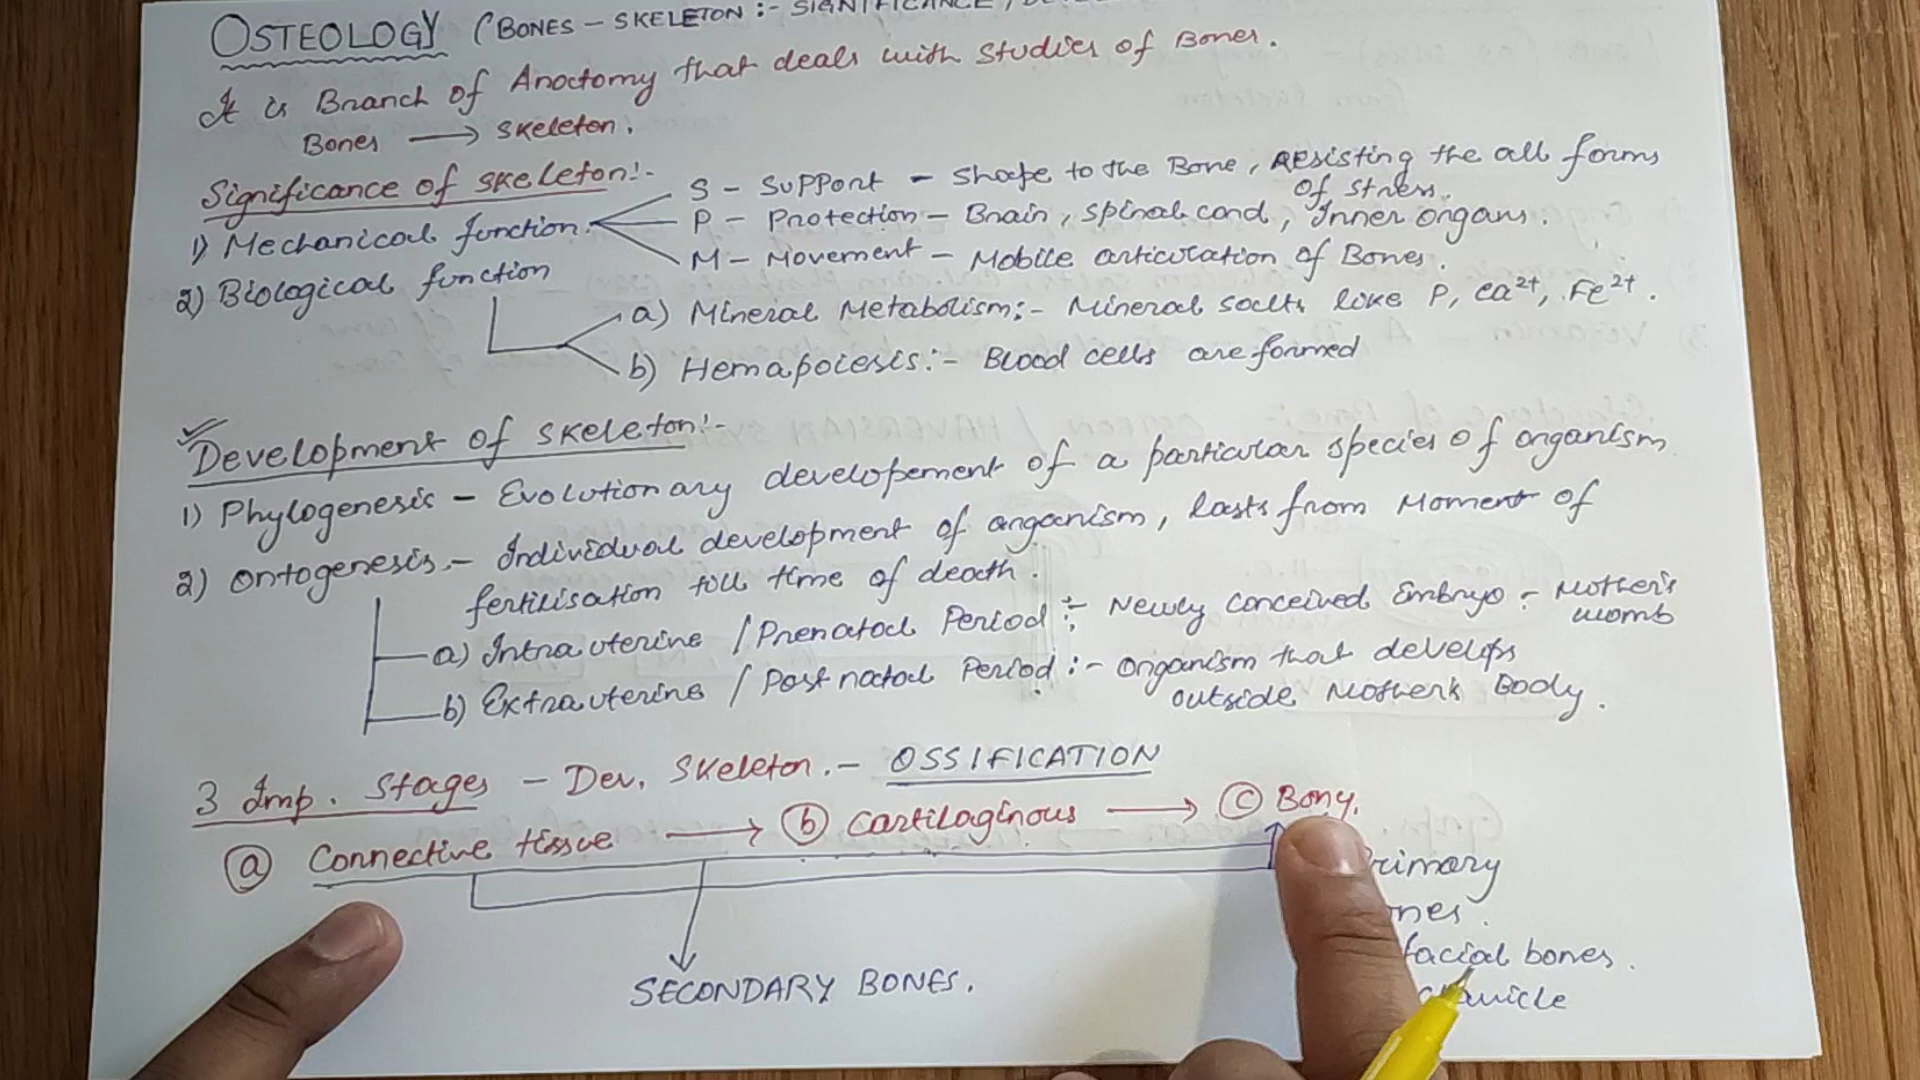 OSTEOLOGY (BONES - SKELETON :- SIGNIFICANCE,
It is Branch of Anatomy that deals with Studies of Bones.
Bones → Skeleton.
Significance of skeleton:-
1) Mechanical function.
S - Support - Shape to the Bone, Resisting the all forms of stress.
P - Protection - Brain, Spinal cord, Inner organs.
M - Movement - Mobile articulation of Bones.
2) Biological function
a) Mineral Metabolism:- Mineral salts like P, Ca²⁺, Fe²⁺.
b) Hemapoiesis:- Blood cells are formed
Development of skeleton:-
1) Phylogenesis - Evolutionary developement of a particular species of organism
2) Ontogenesis - Individual development of organism, lasts from Moment of
fertilisation till time of death.
a) Intrauterine / Prenatal Period :- Newly conceived Embryo - Mother's womb
b) Extrauterine / Post natal Period :- Organism that develops
outside Mother's Body.
3 Imp. Stages - Dev. Skeleton. - OSSIFICATION
a Connective tissue → b Cartilaginous → c Bony.
rimary
ones.
facial bones.
SECONDARY BONES.